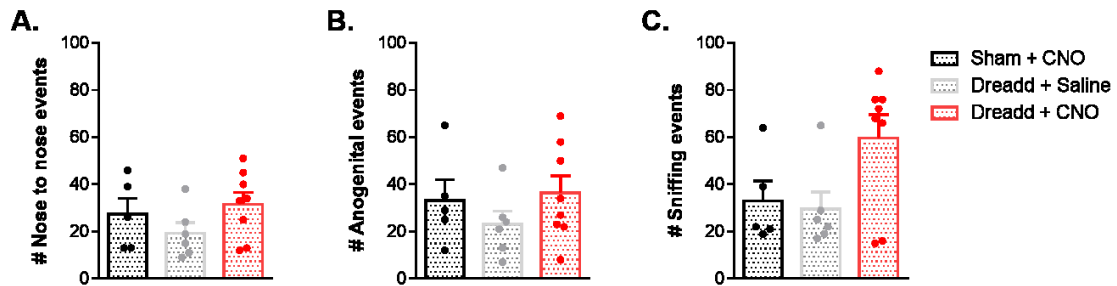 A.
# Nose to nose events
100
80
60
40
20
0
B.
# Anogenital events
100
80
60
40
20
0
C.
# Sniffing events
100
80
60
40
20
0
Sham + CNO
Dreadd + Saline
Dreadd + CNO